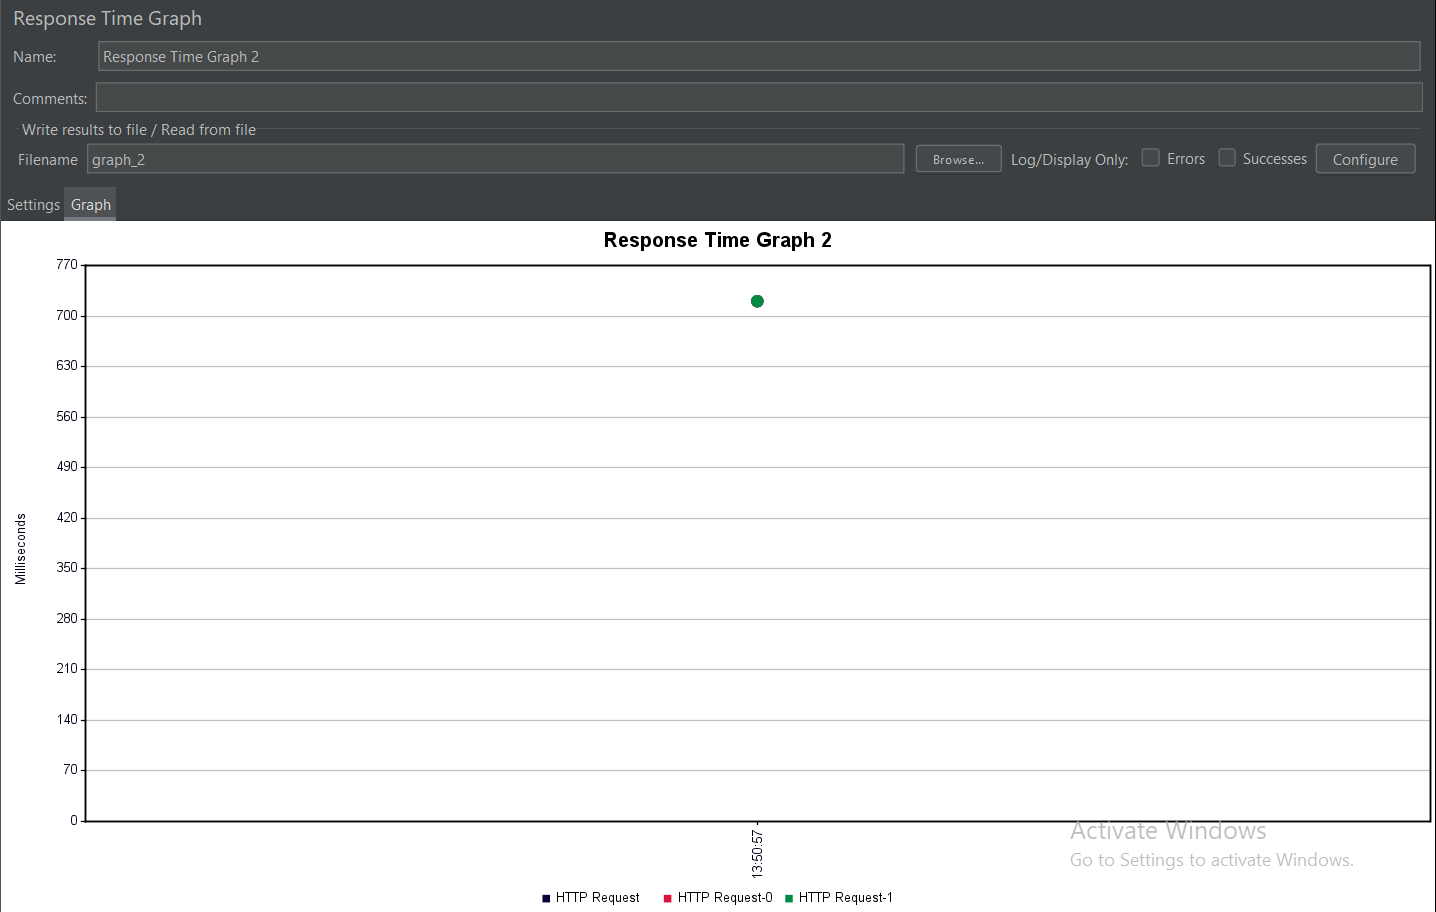 Response Time Graph
Name: Response Time Graph 2
Comments:
Write results to file / Read from file
Filename graph_2 Browse... Log/Display Only: Errors Successes Configure
Settings Graph
Response Time Graph 2
770
700
630
560
490
420
350
280
210
140
70
0
Milliseconds
13:50:57
Activate Windows
Go to Settings to activate Windows.
HTTP Request HTTP Request-0 HTTP Request-1